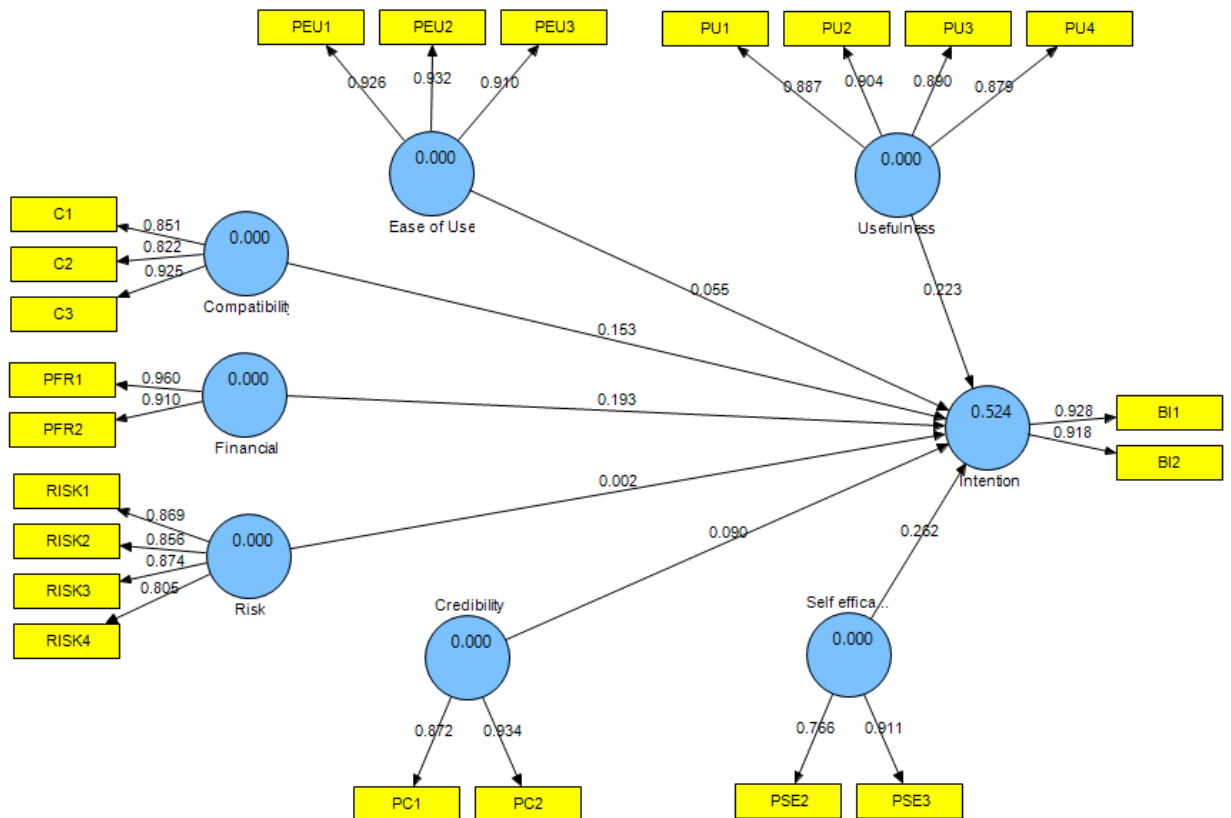 PEU1 PEU2 PEU3 PU1 PU2 PU3 PU4
0.926 0.932 0.910 0.887 0.904 0.890 0.879
0.000 0.000
Ease of Use Usefulness
C1 0.851
C2 0.822
C3 0.925
0.000
Compatibility
0.055
0.153
0.223
PFR1 0.960
PFR2 0.910
0.000
Financial
0.193
0.524
Intention
0.928 BI1
0.918 BI2
RISK1 0.869
RISK2 0.856
RISK3 0.874
RISK4 0.805
0.000
Risk
0.002
0.090
0.262
Credibility Self effica...
0.000 0.000
0.872 0.934 0.766 0.911
PC1 PC2 PSE2 PSE3